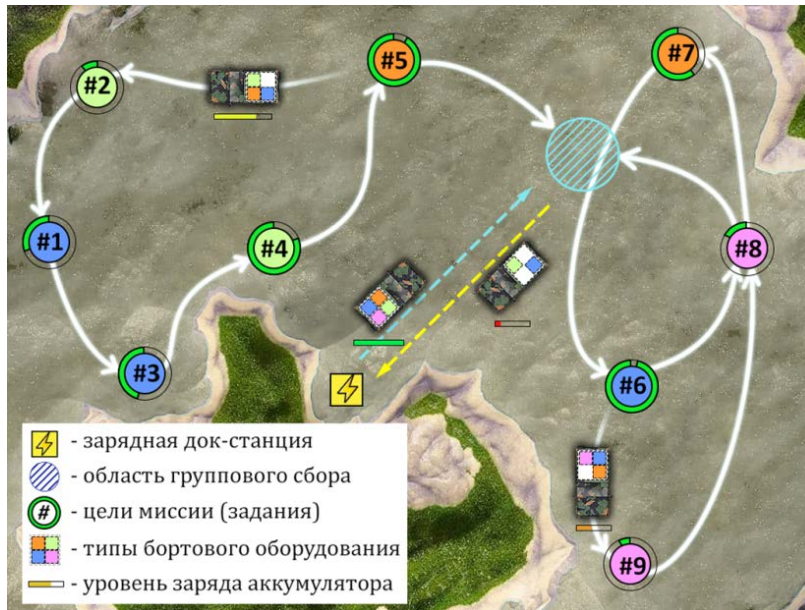 #5
#7
#2
#1
#4
#8
#3
#6
#9
- зарядная док-станция
- область группового сбора
# - цели миссии (задания)
- типы бортового оборудования
- уровень заряда аккумулятора